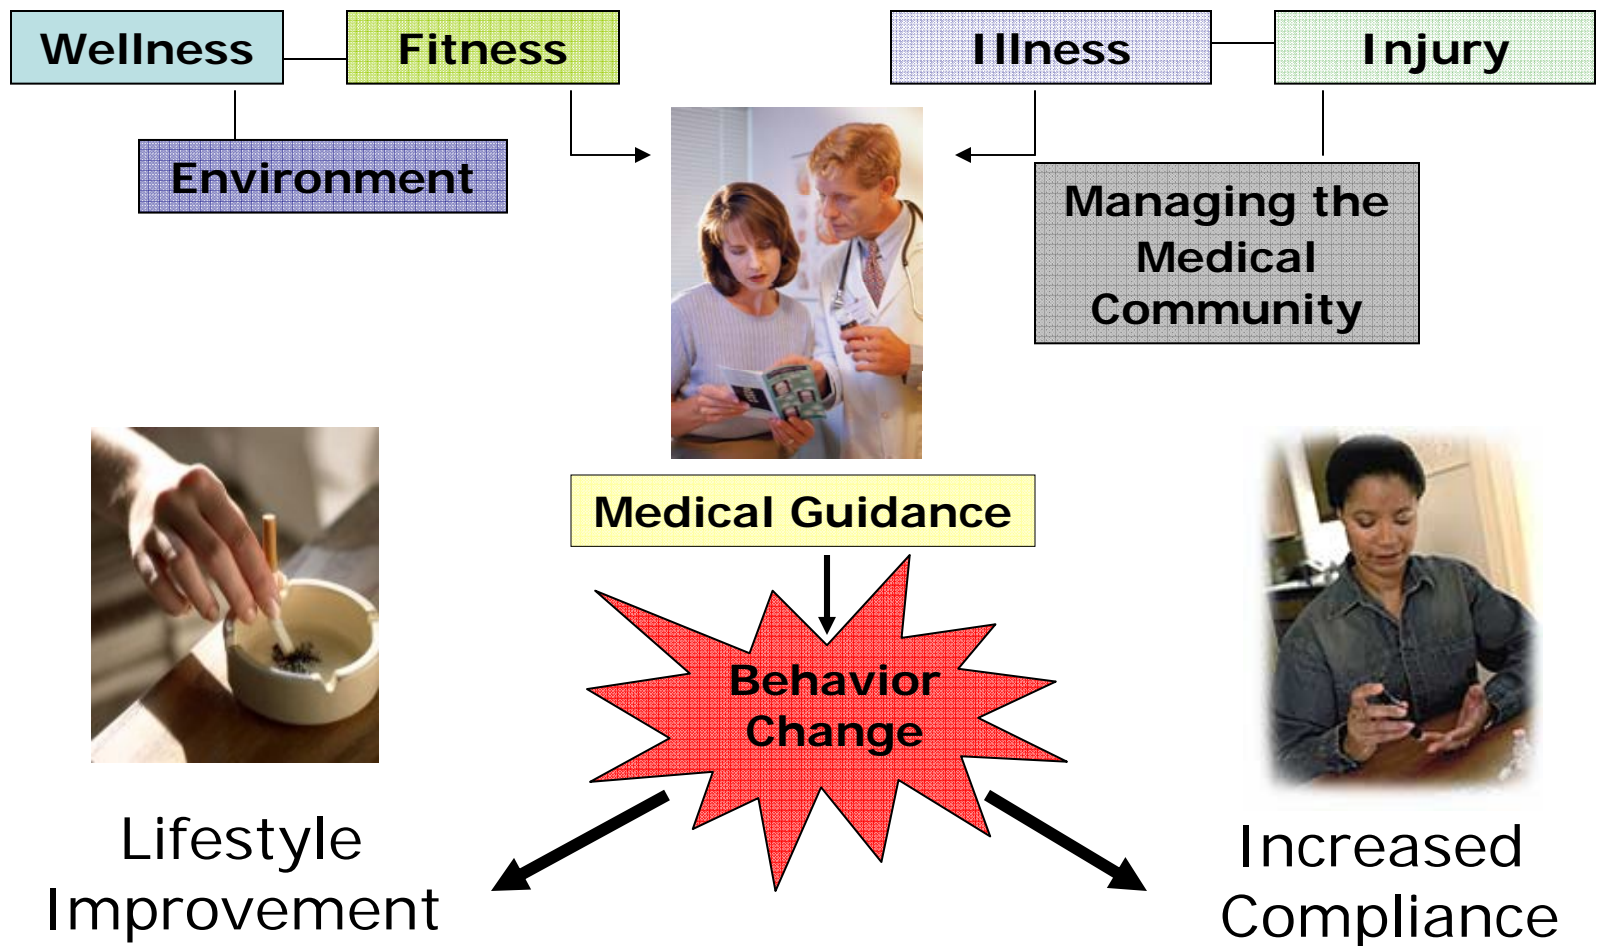 Wellness
Fitness
Illness
Injury
Environment
Managing the
Medical
Community
Medical Guidance
Behavior
Change
Lifestyle
Improvement
Increased
Compliance